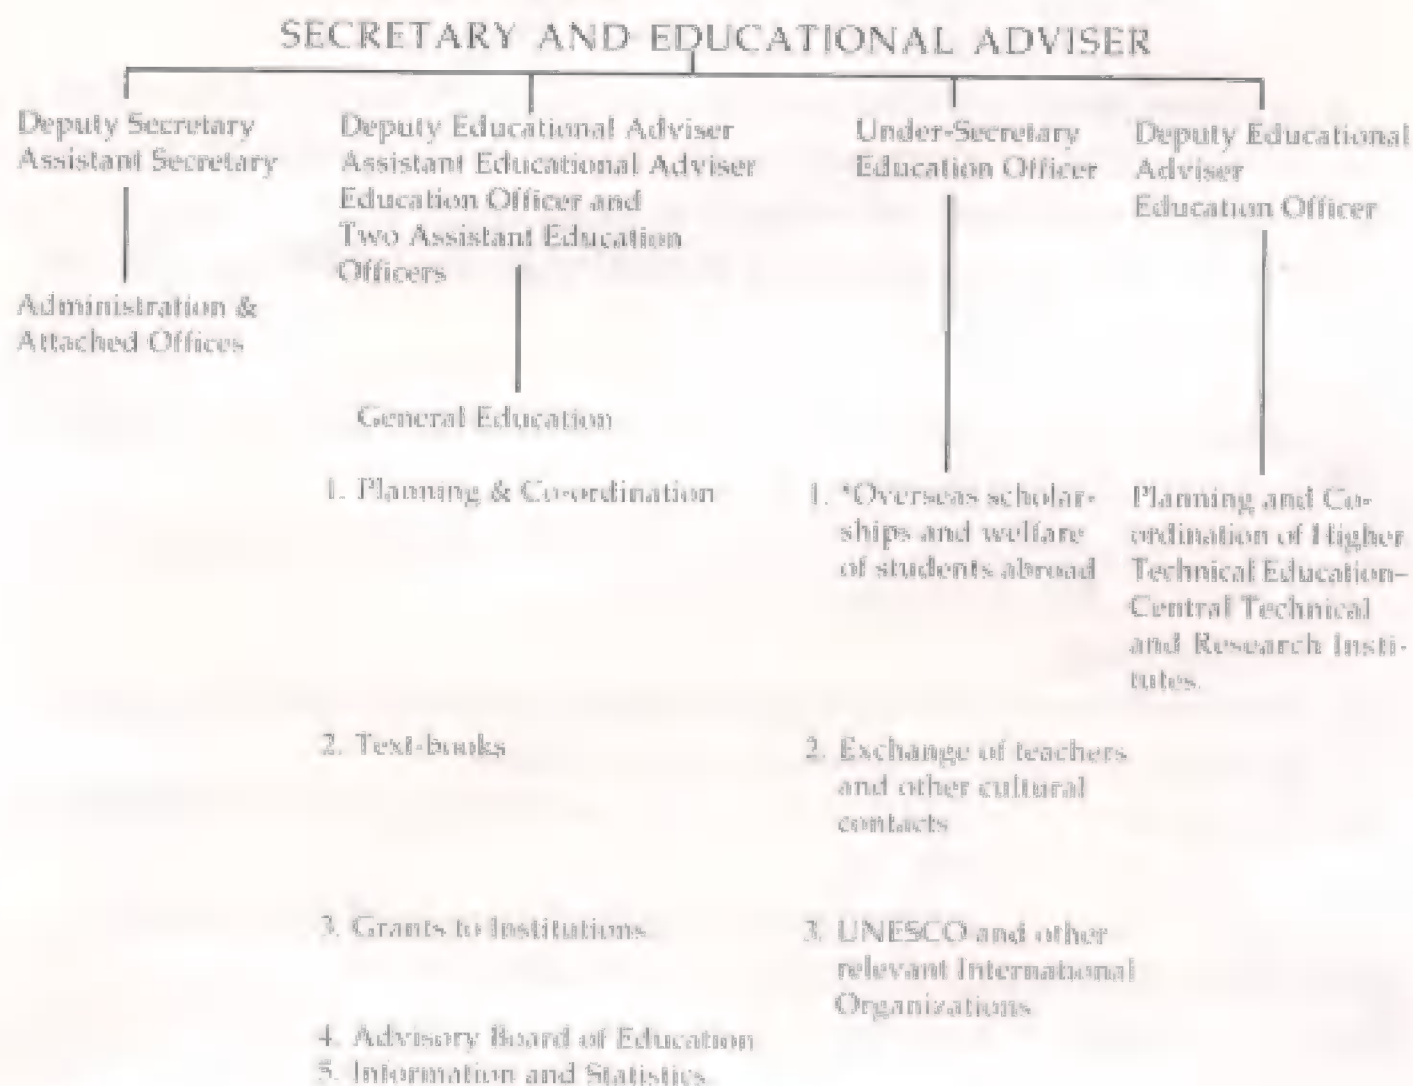 SECRETARY AND EDUCATIONAL ADVISER
Deputy Secretary
Assistant Secretary
Administration &
Attached Offices
Deputy Educational Adviser
Assistant Educational Adviser
Education Officer and
Two Assistant Education
Officers
General Education
1. Planning & Co-ordination
2. Text-books
3. Grants to Institutions
4. Advisory Board of Education
5. Information and Statistics
Under-Secretary
Education Officer
1. *Overseas scholar-
ships and welfare
of students abroad
2. Exchange of teachers
and other cultural
contacts
3. UNESCO and other
relevant International
Organizations
Deputy Educational
Adviser
Education Officer
Planning and Co-
ordination of Higher
Technical Education–
Central Technical
and Research Insti-
tutes.